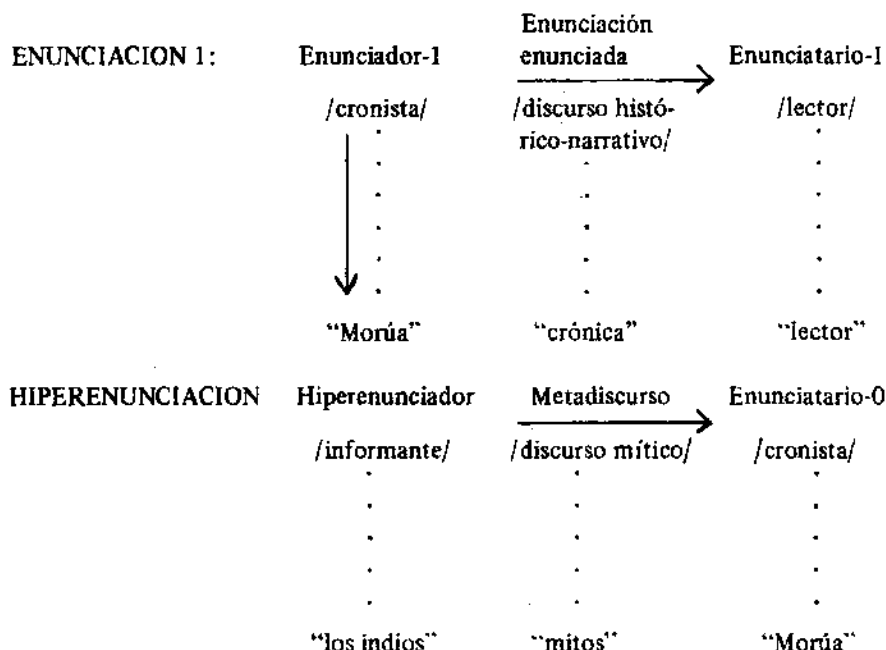 Enunciación
ENUNCIACION 1: Enunciador-1 enunciada Enunciatario-1
/cronista/ /discurso histó- /lector/
rico-narrativo/
“Morúa” “crónica” “lector”
HIPERENUNCIACION Hiperenunciador Metadiscurso Enunciatario-0
/informante/ /discurso mítico/ /cronista/
“los indios” “mitos” “Morúa”